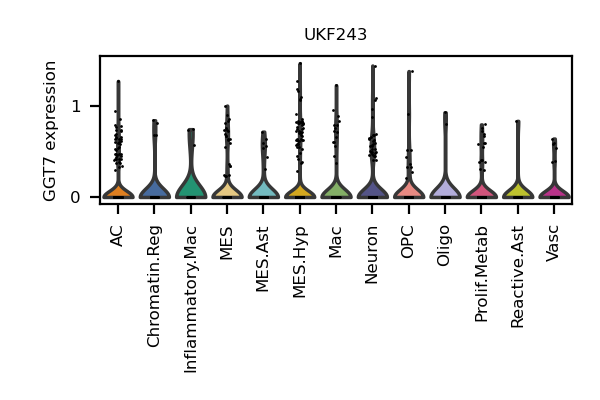 UKF243
GGT7 expression
1
0
AC
Chromatin.Reg
Inflammatory.Mac
MES
MES.Ast
MES.Hyp
Mac
Neuron
OPC
Oligo
Prolif.Metab
Reactive.Ast
Vasc